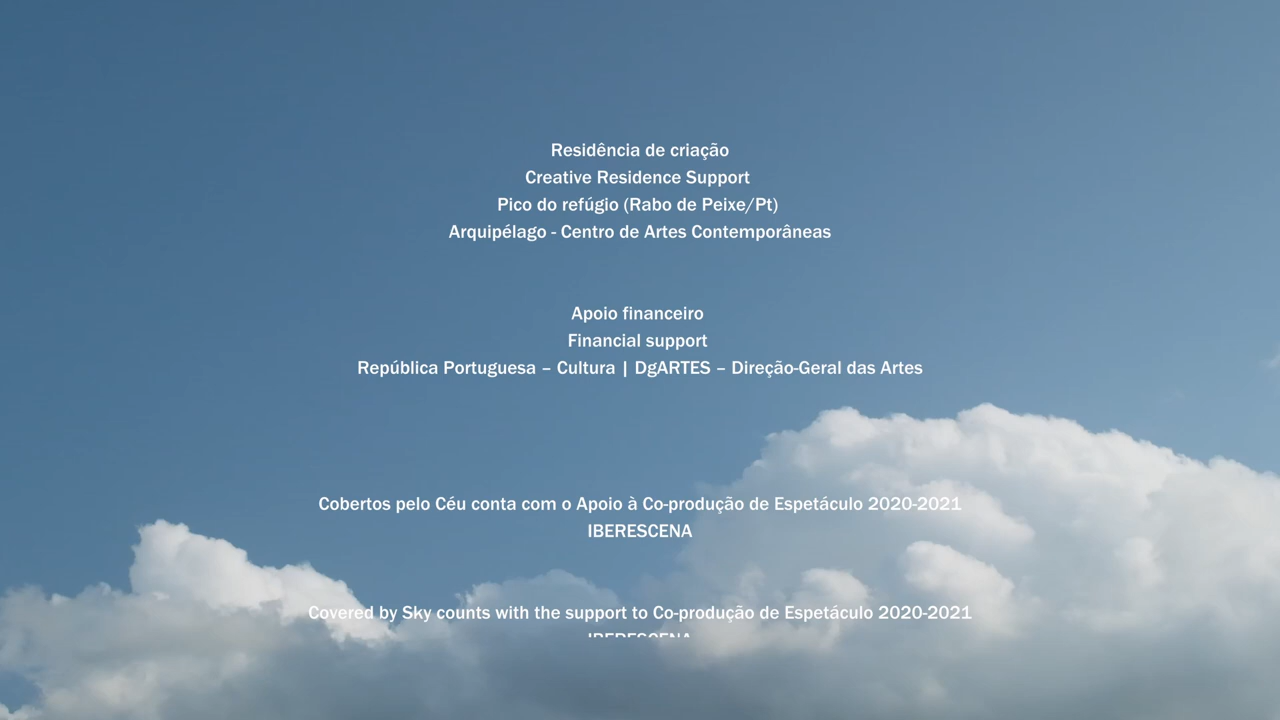 Residência de criação
Creative Residence Support
Pico do refúgio (Rabo de Peixe/Pt)
Arquipélago - Centro de Artes Contemporâneas
Apoio financeiro
Financial support
República Portuguesa – Cultura | DgARTES – Direção-Geral das Artes
Cobertos pelo Céu conta com o Apoio à Co-produção de Espetáculo 2020-2021
IBERESCENA
Covered by Sky counts with the support to Co-produção de Espetáculo 2020-2021
IBERESCENA